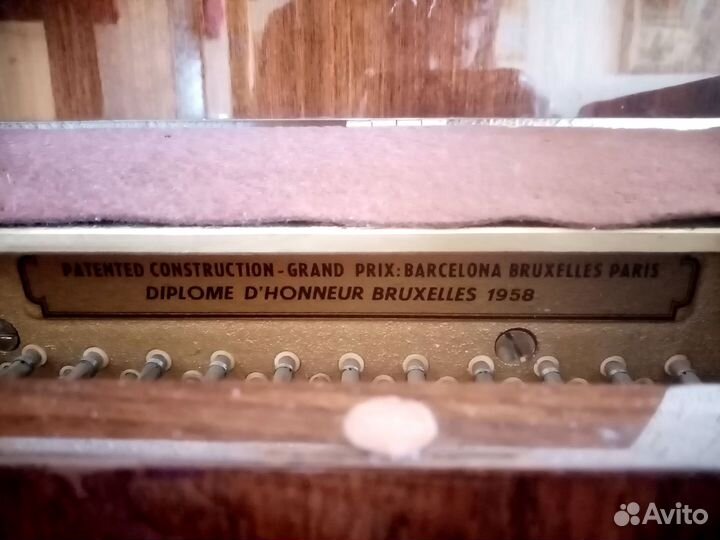 PATENTED CONSTRUCTION - GRAND PRIX: BARCELONA BRUXELLES PARIS
DIPLOME D'HONNEUR BRUXELLES 1958
Avito